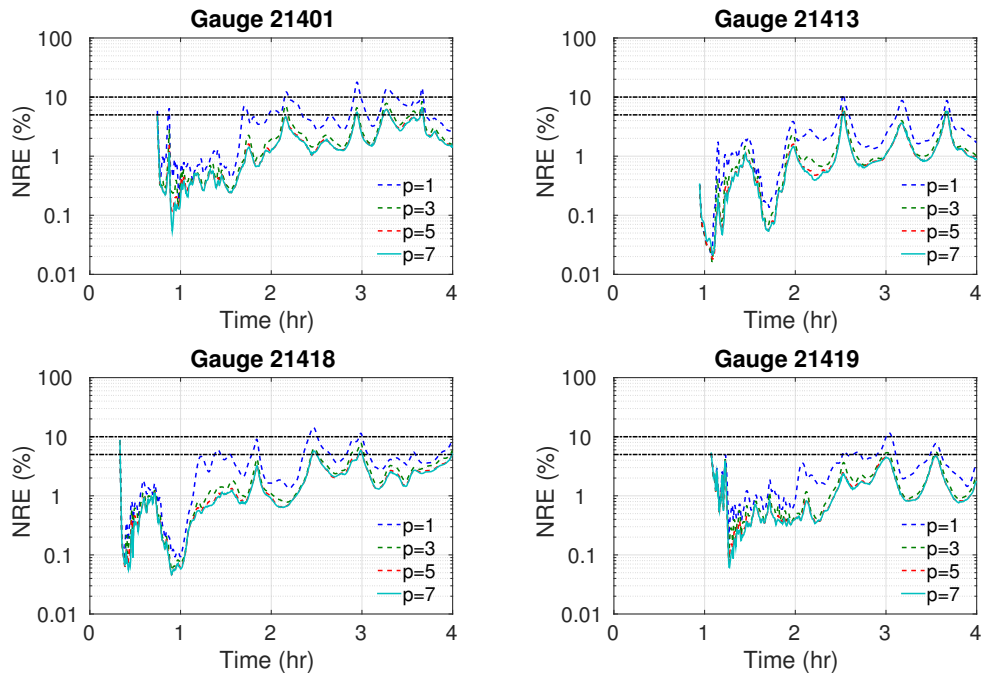 Gauge 21401
NRE (%)
100
10
1
0.1
0.01
p=1
p=3
p=5
p=7
0 1 2 3 4
Time (hr)
Gauge 21413
NRE (%)
100
10
1
0.1
0.01
p=1
p=3
p=5
p=7
0 1 2 3 4
Time (hr)
Gauge 21418
NRE (%)
100
10
1
0.1
0.01
p=1
p=3
p=5
p=7
0 1 2 3 4
Time (hr)
Gauge 21419
NRE (%)
100
10
1
0.1
0.01
p=1
p=3
p=5
p=7
0 1 2 3 4
Time (hr)